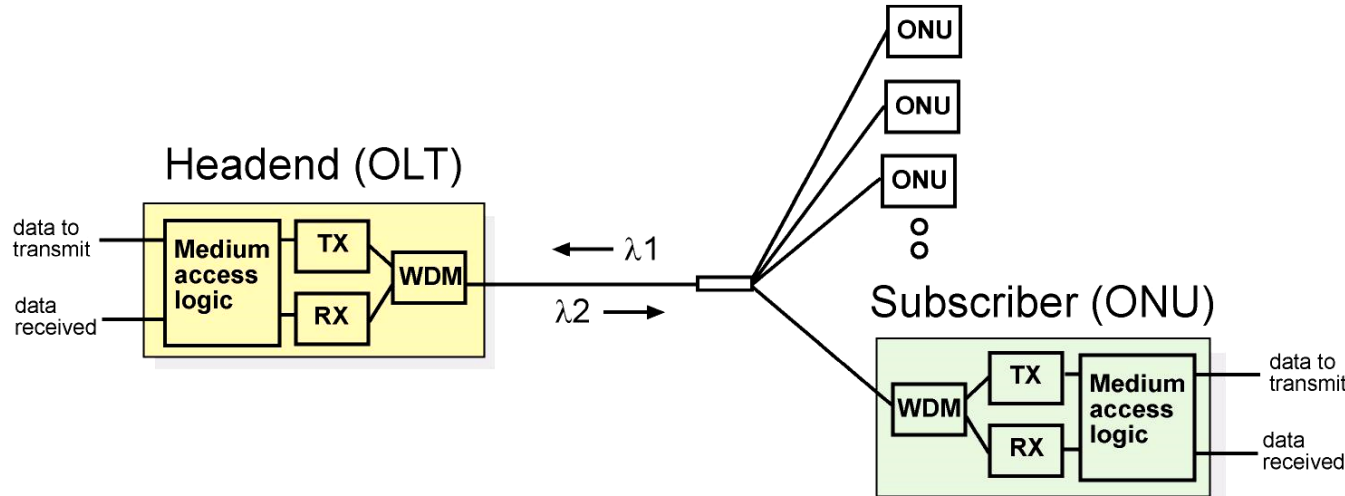 ONU
ONU
ONU
Headend (OLT)
data to
transmit
data
received
Medium
access
logic
TX
RX
WDM
λ1
λ2
Subscriber (ONU)
WDM
TX
RX
Medium
access
logic
data to
transmit
data
received